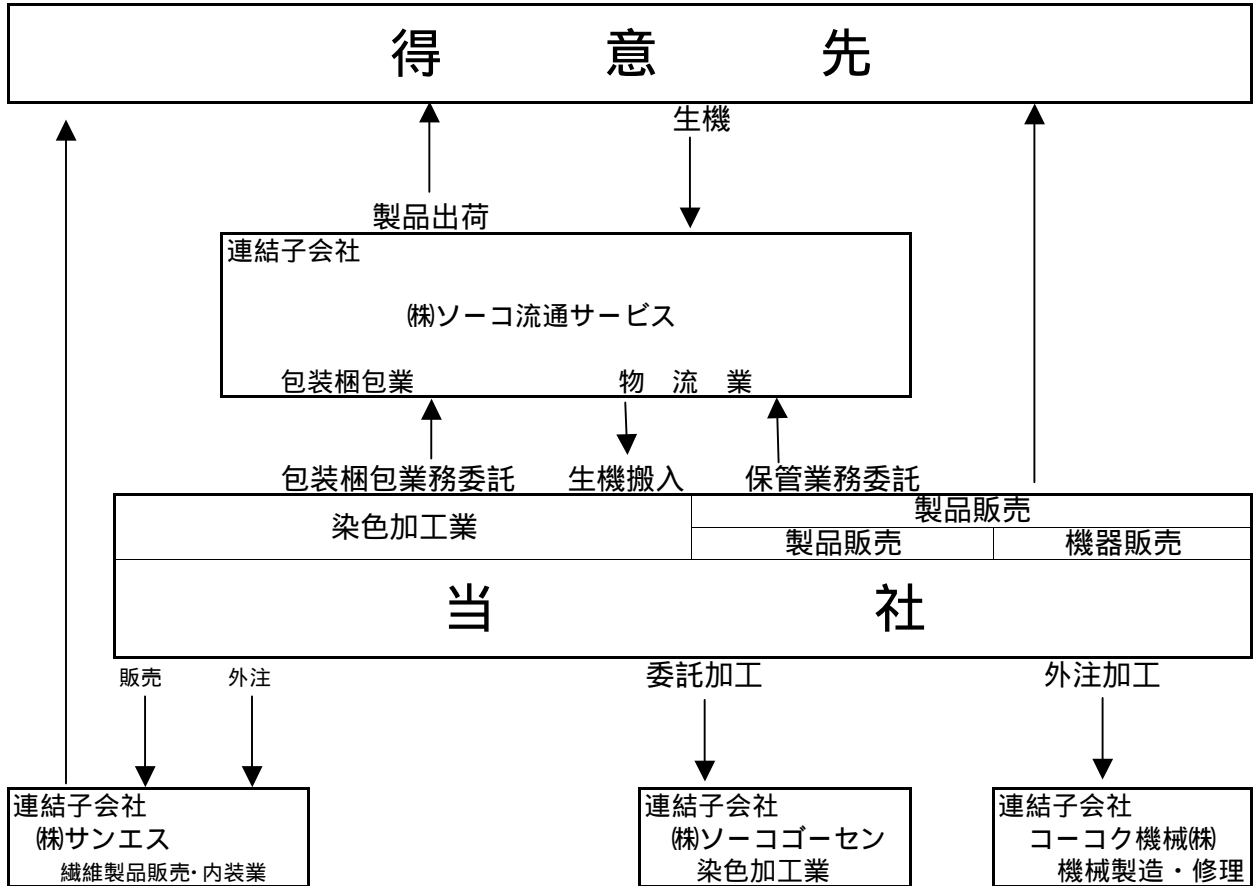 得意先
生機
製品出荷
連結子会社
㈱ソーコ流通サービス
包装梱包業 物流業
包装梱包業務委託 生機搬入 保管業務委託
染色加工業
製品販売
製品販売 機器販売
当社
販売 外注 委託加工 外注加工
連結子会社
㈱サンエス
繊維製品販売・内装業
連結子会社
㈱ソーコゴーセン
染色加工業
連結子会社
コーコク機械㈱
機械製造・修理